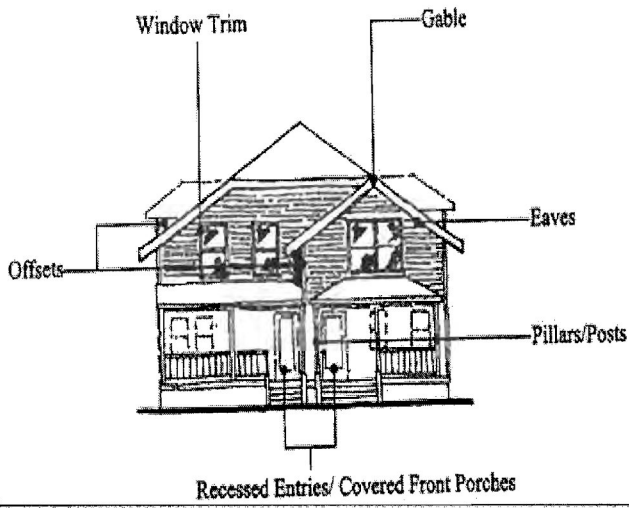 Window Trim
Gable
Eaves
Offsets
Pillars/Posts
Recessed Entries/ Covered Front Porches